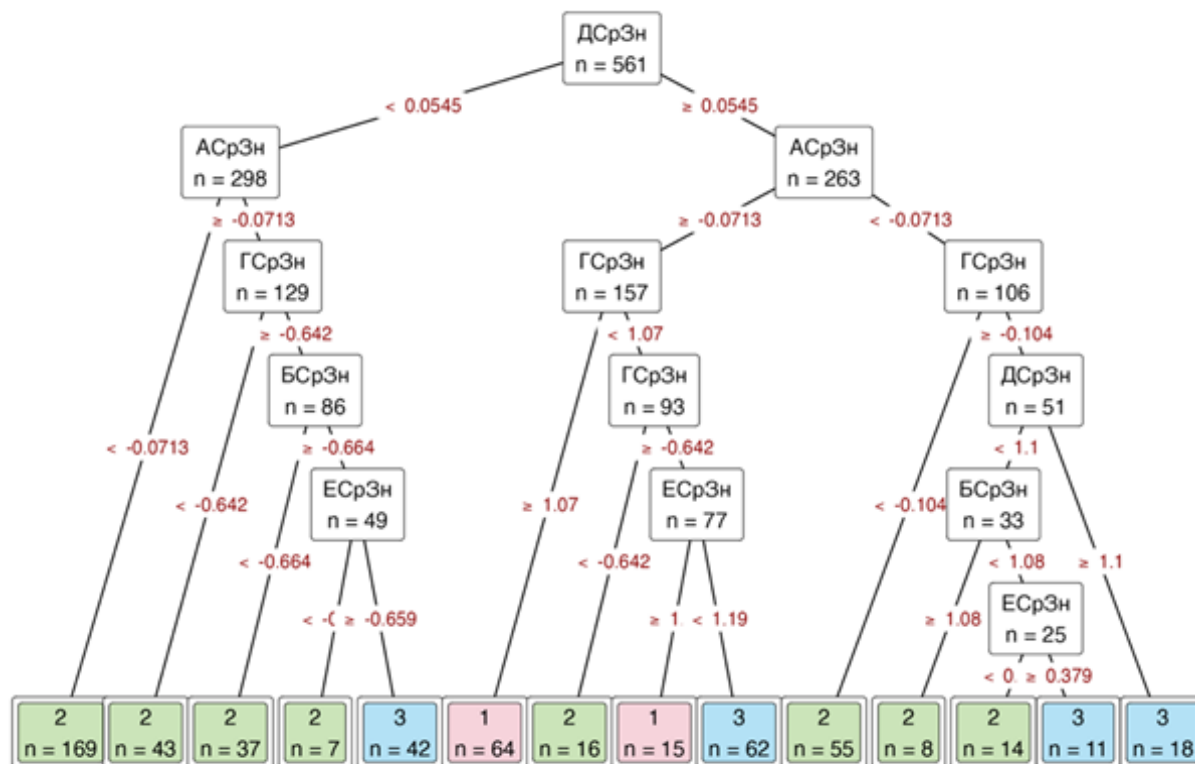 ДСрЗн
n = 561
< 0.0545
≥ 0.0545
АСрЗн
n = 298
АСрЗн
n = 263
≥ -0.0713
≥ -0.0713
< -0.0713
ГСрЗн
n = 129
ГСрЗн
n = 157
ГСрЗн
n = 106
≥ -0.642
< 1.07
≥ -0.104
БСрЗн
n = 86
ГСрЗн
n = 93
ДСрЗн
n = 51
< -0.0713
≥ -0.664
≥ -0.642
< 1.1
ЕСрЗн
n = 49
ЕСрЗн
n = 77
БСрЗн
n = 33
< -0.642
≥ 1.07
< -0.104
< -0.664
< -0.642
< 1.08
≥ 1.1
ЕСрЗн
n = 25
≥ -0.659
< 1.19
≥ 1.08
< 0.
≥ 0.379
2
n = 169
2
n = 43
2
n = 37
2
n = 7
3
n = 42
1
n = 64
2
n = 16
1
n = 15
3
n = 62
2
n = 55
2
n = 8
2
n = 14
3
n = 11
3
n = 18